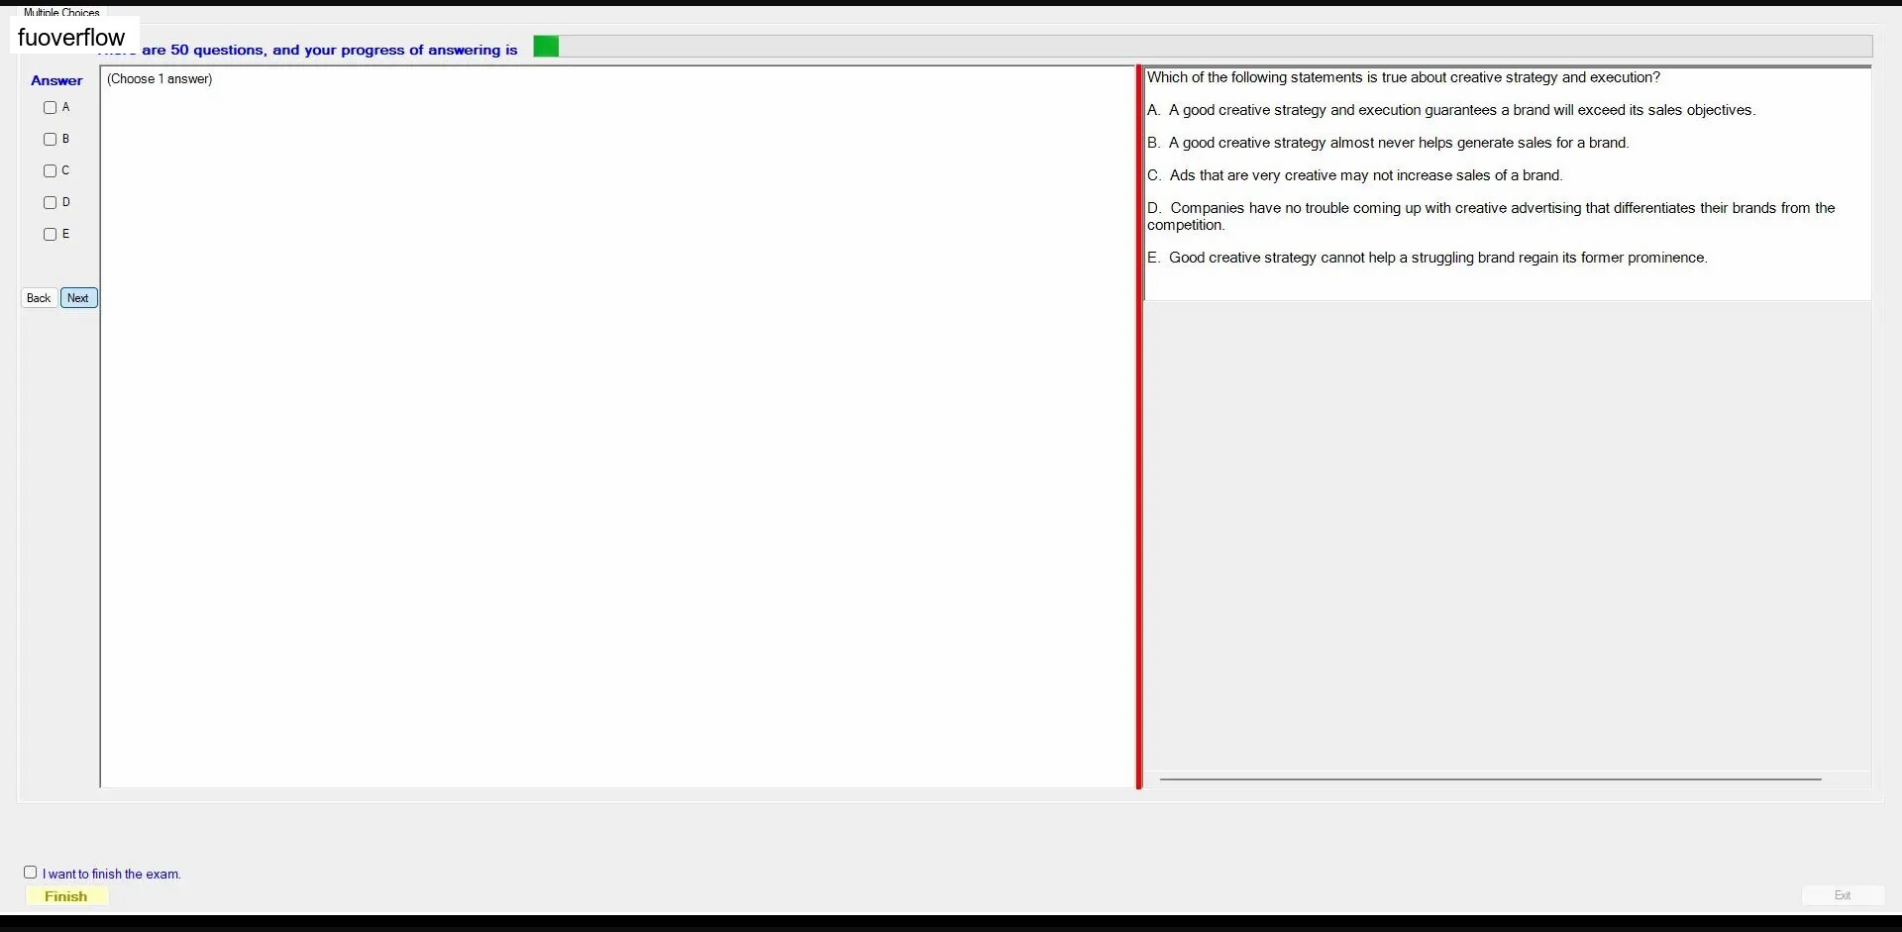 Multiple Choices
fuoverflow
are 50 questions, and your progress of answering is
Answer
(Choose 1 answer)
A
B
C
D
E
Back Next
Which of the following statements is true about creative strategy and execution?
A. A good creative strategy and execution guarantees a brand will exceed its sales objectives.
B. A good creative strategy almost never helps generate sales for a brand.
C. Ads that are very creative may not increase sales of a brand.
D. Companies have no trouble coming up with creative advertising that differentiates their brands from the
competition.
E. Good creative strategy cannot help a struggling brand regain its former prominence.
I want to finish the exam.
Finish
Exit